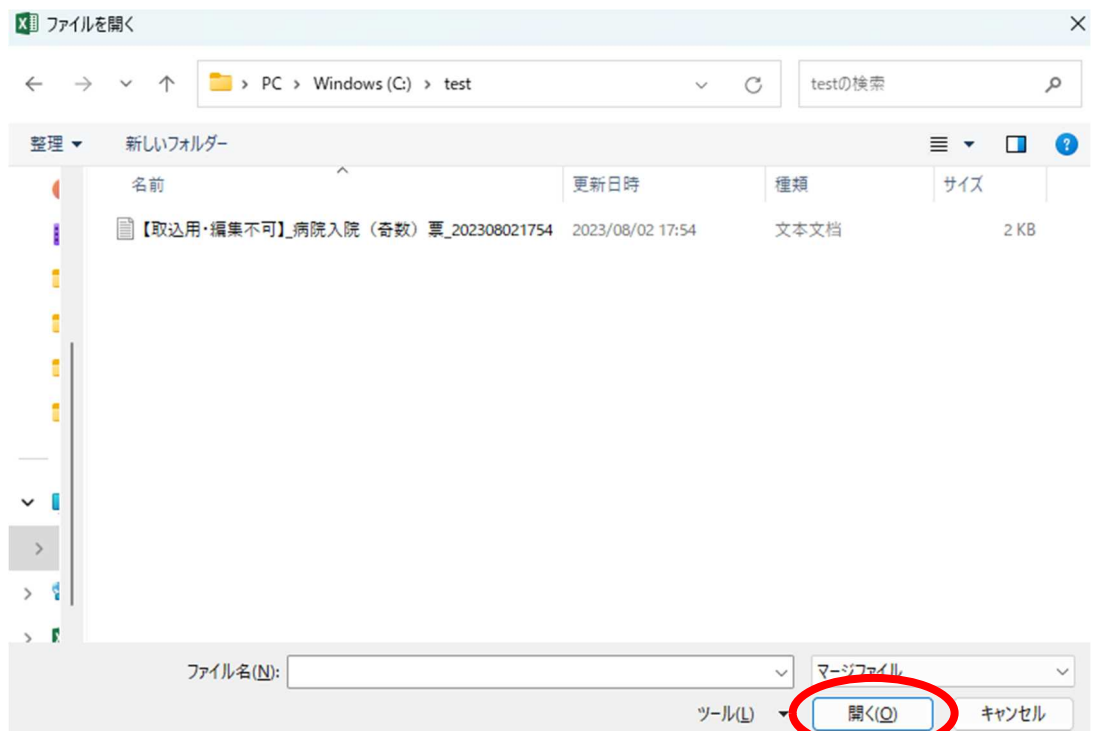 ファイルを開く
PC > Windows (C:) > test
testの検索
整理
新しいフォルダー
名前 更新日時 種類 サイズ
【取込用・編集不可】_病院入院（奇数）票_202308021754 2023/08/02 17:54 文本文档 2 KB
ファイル名(N):
マージファイル
ツール(L) 開く(O) キャンセル